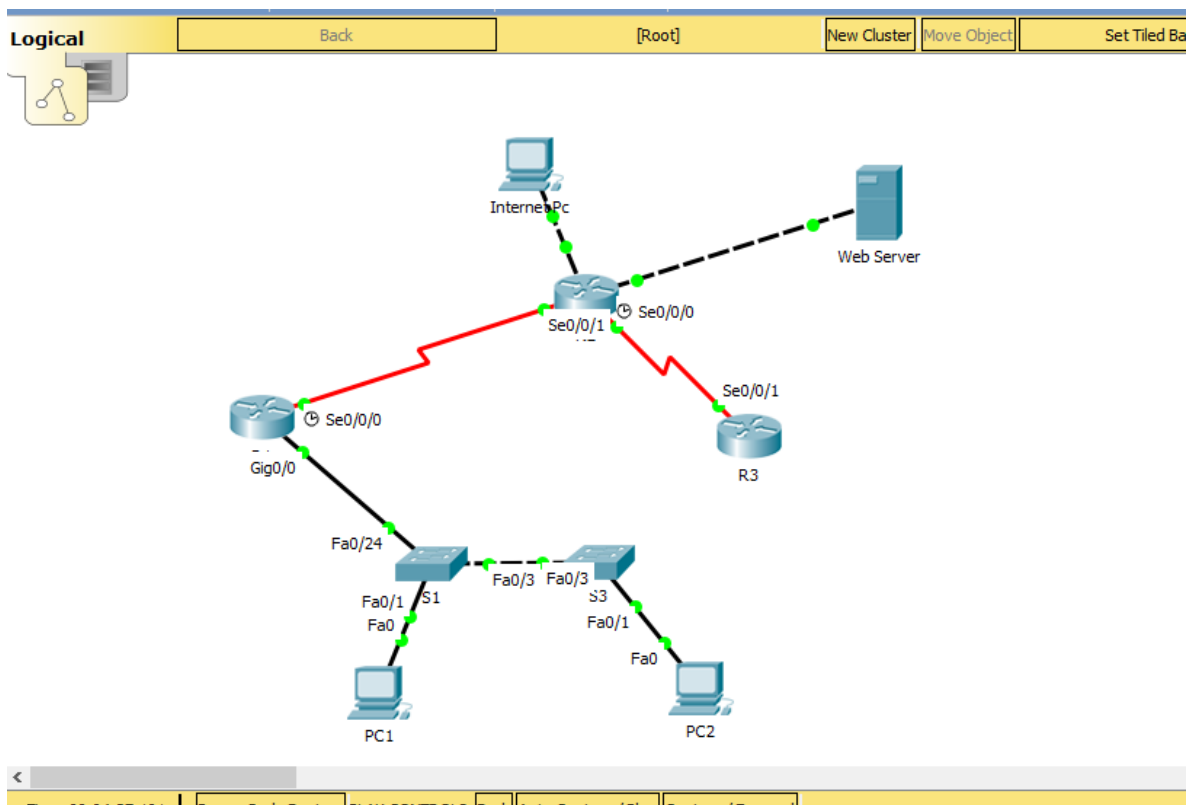 Logical Back [Root] New Cluster Move Object Set Tiled Ba
Internet Pc
Web Server
Se0/0/1 Se0/0/0
Se0/0/1
Se0/0/0
Gig0/0
R3
Fa0/24
Fa0/3 Fa0/3
Fa0/1 S1 S3
Fa0 Fa0/1
Fa0
PC1 PC2